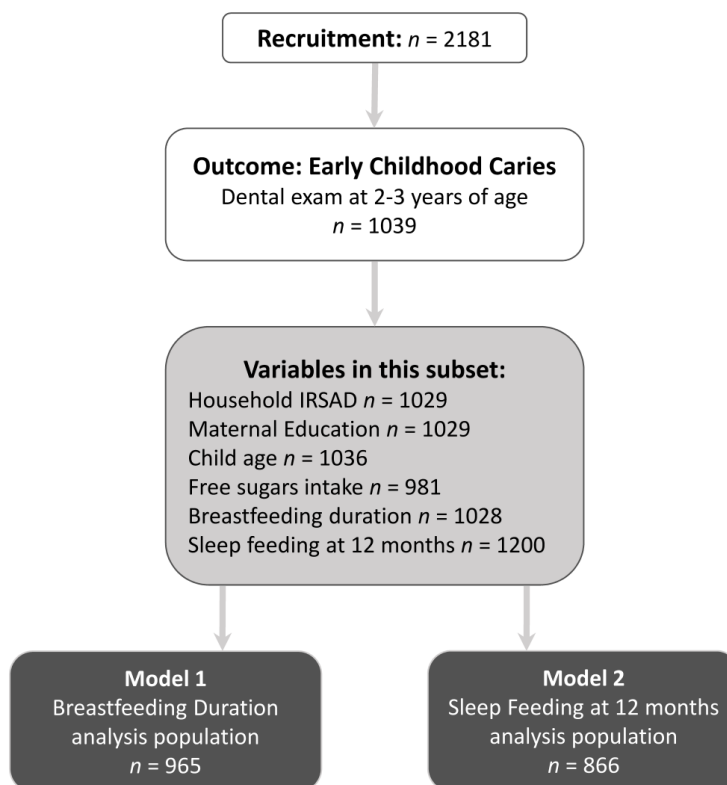 Recruitment: n = 2181
Outcome: Early Childhood Caries
Dental exam at 2-3 years of age
n = 1039
Variables in this subset:
Household IRSAD n = 1029
Maternal Education n = 1029
Child age n = 1036
Free sugars intake n = 981
Breastfeeding duration n = 1028
Sleep feeding at 12 months n = 1200
Model 1
Breastfeeding Duration
analysis population
n = 965
Model 2
Sleep Feeding at 12 months
analysis population
n = 866